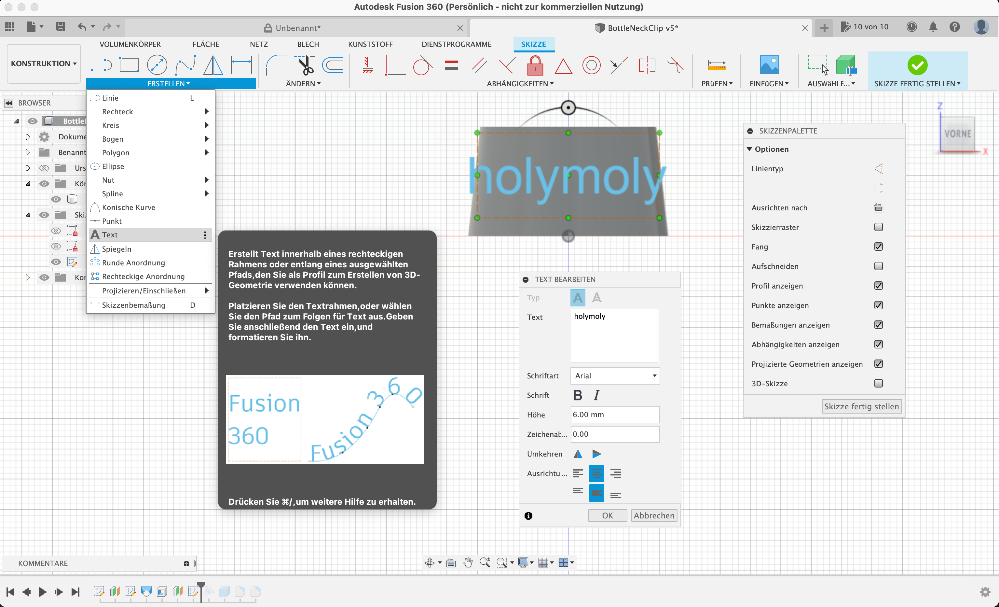 Autodesk Fusion 360 (Persönlich - nicht zur kommerziellen Nutzung)
Unbenannt*
BottleNeckClip v5*
10 von 10
VOLUMENKÖRPER
FLÄCHE
NETZ
BLECH
KUNSTSTOFF
DIENSTPROGRAMME
SKIZZE
KONSTRUKTION
ERSTELLEN
ÄNDERN
ABHÄNGIGKEITEN
PRüFEN
EINFüGEN
AUSWäHLE...
SKIZZE FERTIG STELLEN
BROWSER
Bottlel
Dokume
Benannt
Urs
Kör
Ski
Kor
Linie L
Rechteck
Kreis
Bogen
Polygon
Ellipse
Nut
Spline
Konische Kurve
Punkt
Text
Spiegeln
Runde Anordnung
Rechteckige Anordnung
Projizieren/Einschließen
Skizzenbemaßung D
Erstellt Text innerhalb eines rechteckigen
Rahmens oder entlang eines ausgewählten
Pfads,den Sie als Profil zum Erstellen von 3D-
Geometrie verwenden können.
Platzieren Sie den Textrahmen,oder wählen
Sie den Pfad zum Folgen für Text aus.Geben
Sie anschließend den Text ein,und
formatieren Sie ihn.
Fusion
360
Fusion 360
Drücken Sie ⌘/,um weitere Hilfe zu erhalten.
holymoly
TEXT BEARBEITEN
Typ
Text
holymoly
Schriftart
Arial
Schrift
B I
Höhe
6.00 mm
Zeichenab...
0.00
Umkehren
Ausrichtu...
OK
Abbrechen
SKIZZENPALETTE
Optionen
Linientyp
Ausrichten nach
Skizzierraster
Fang
Aufschneiden
Profil anzeigen
Punkte anzeigen
Bemaßungen anzeigen
Abhängigkeiten anzeigen
Projizierte Geometrien anzeigen
3D-Skizze
Skizze fertig stellen
Z
VORNE
X
KOMMENTARE